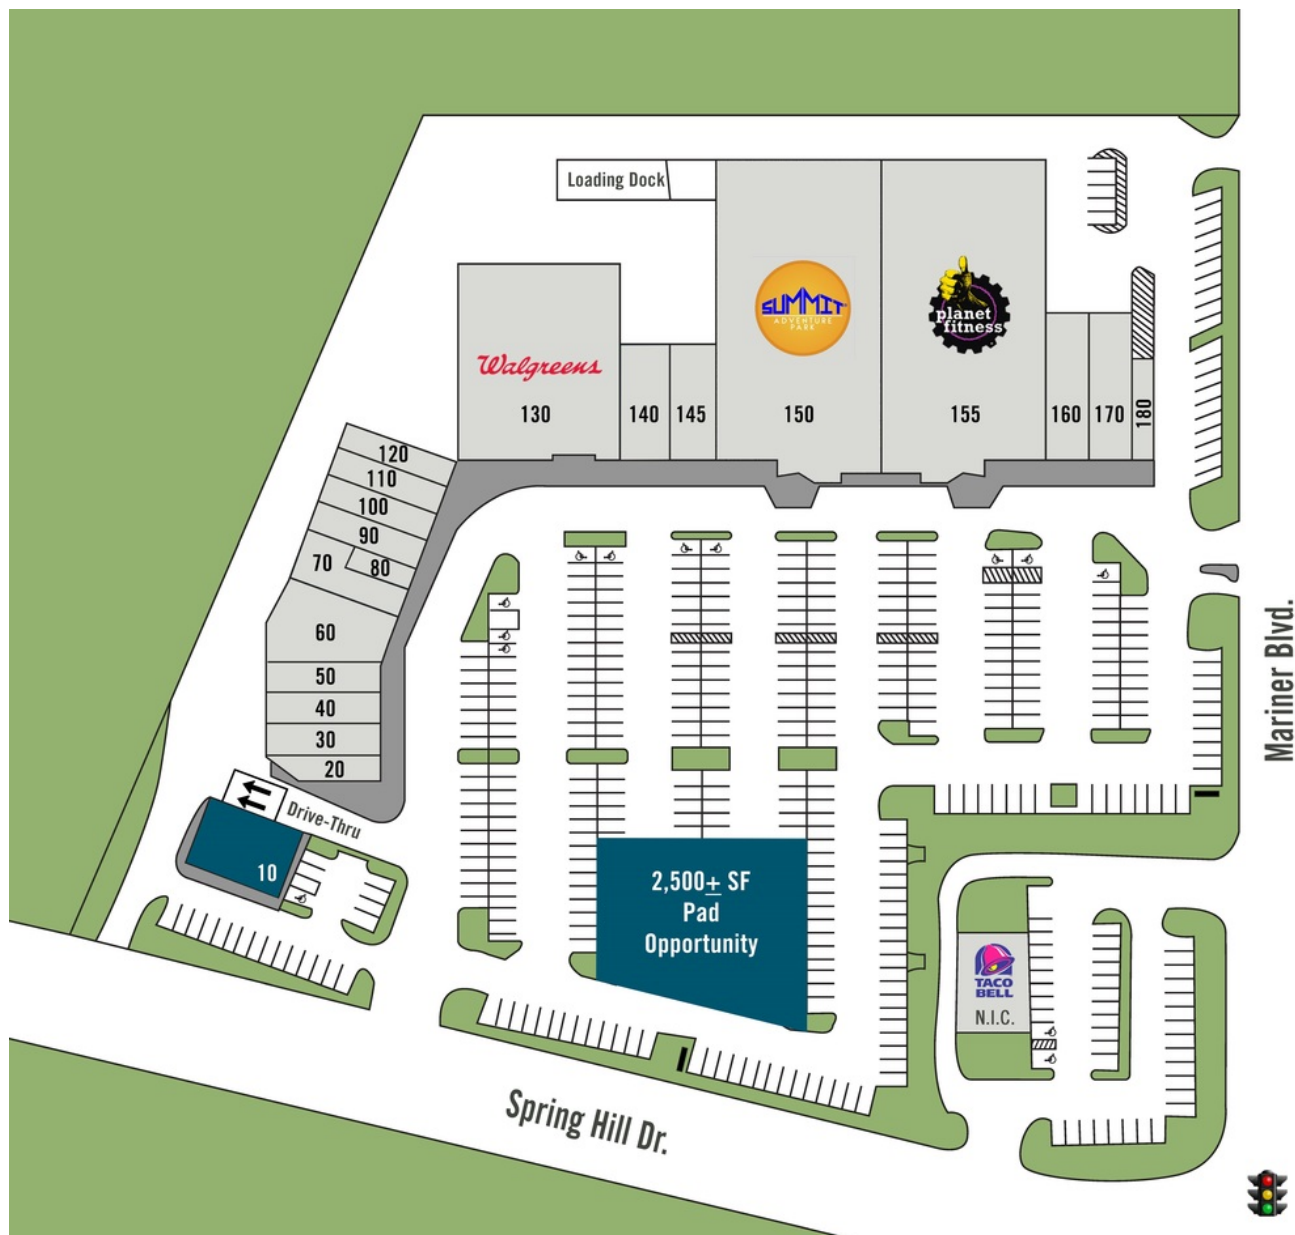 Loading Dock
SUMMIT
ADVENTURE
PARK
planet
fitness
Walgreens
130
140
145
150
155
160
170
180
120
110
100
90
80
70
60
50
40
30
20
Drive-Thru
10
2,500+ SF
Pad
Opportunity
TACO
BELL
N.I.C.
Mariner Blvd.
Spring Hill Dr.